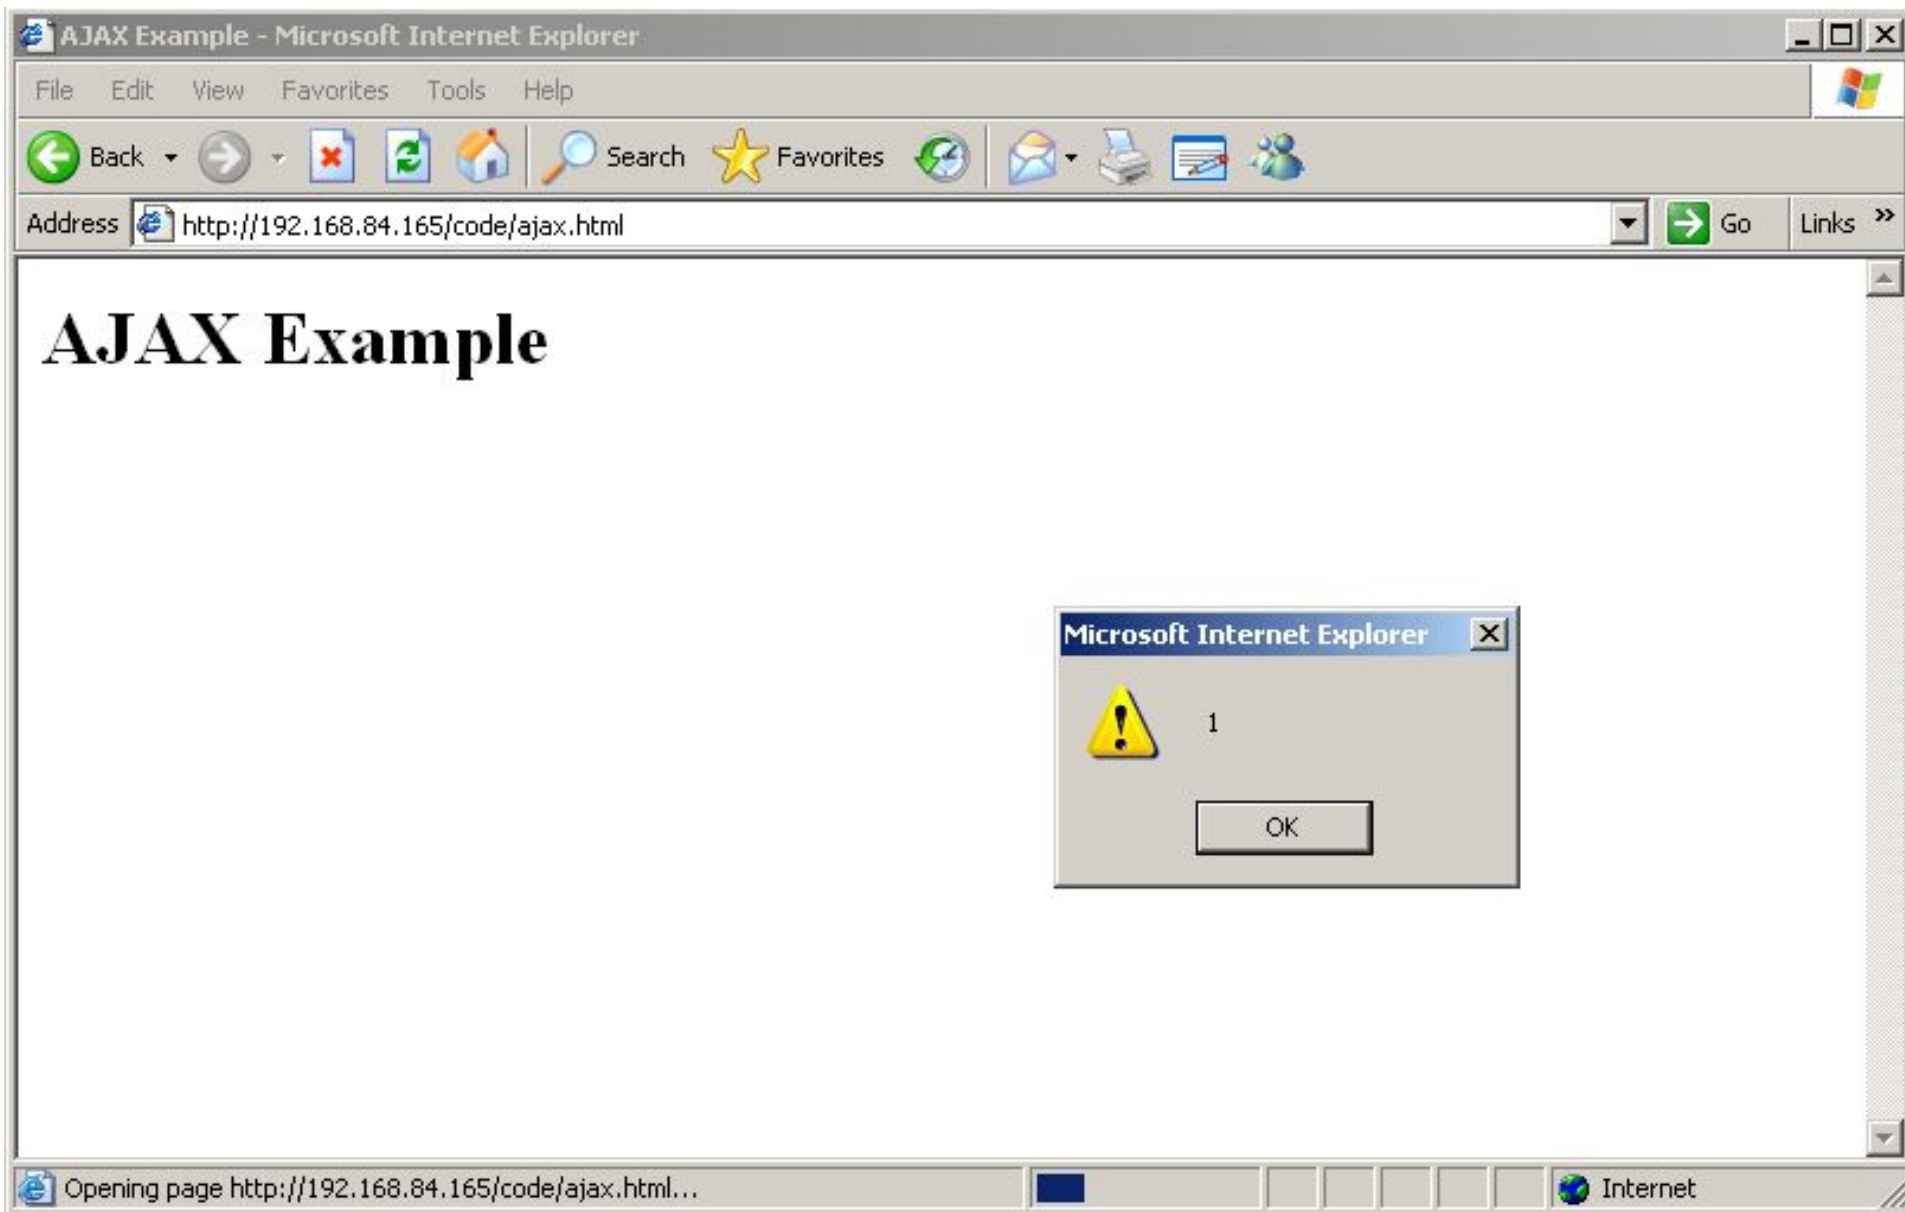 AJAX Example - Microsoft Internet Explorer
File Edit View Favorites Tools Help
Back Search Favorites
Address http://192.168.84.165/code/ajax.html Go Links »
AJAX Example
Microsoft Internet Explorer
1
OK
Opening page http://192.168.84.165/code/ajax.html... Internet